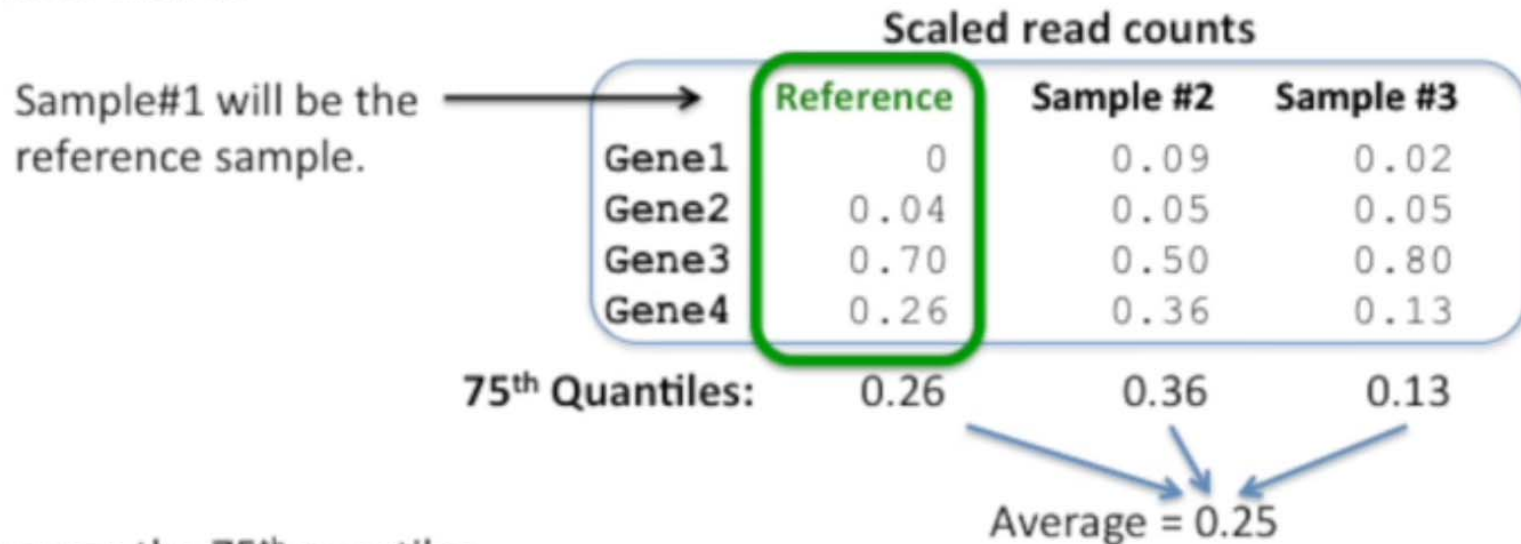 Scaled read counts
Sample#1 will be the
reference sample.
Reference Sample #2 Sample #3
Gene1 0 0.09 0.02
Gene2 0.04 0.05 0.05
Gene3 0.70 0.50 0.80
Gene4 0.26 0.36 0.13
75th Quantiles: 0.26 0.36 0.13
Average = 0.25